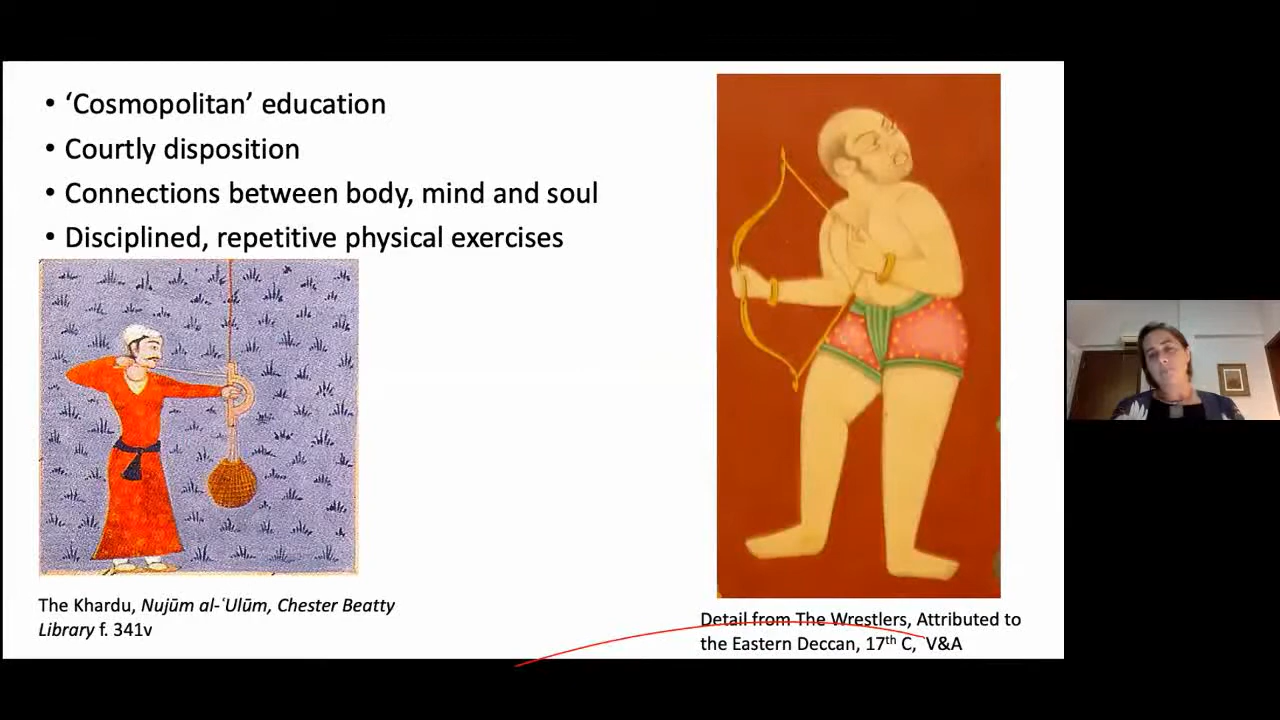 • ‘Cosmopolitan’ education
• Courtly disposition
• Connections between body, mind and soul
• Disciplined, repetitive physical exercises
The Khardu, Nujūm al-ʿUlūm, Chester Beatty
Library f. 341v
Detail from The Wrestlers, Attributed to
the Eastern Deccan, 17th C, V&A